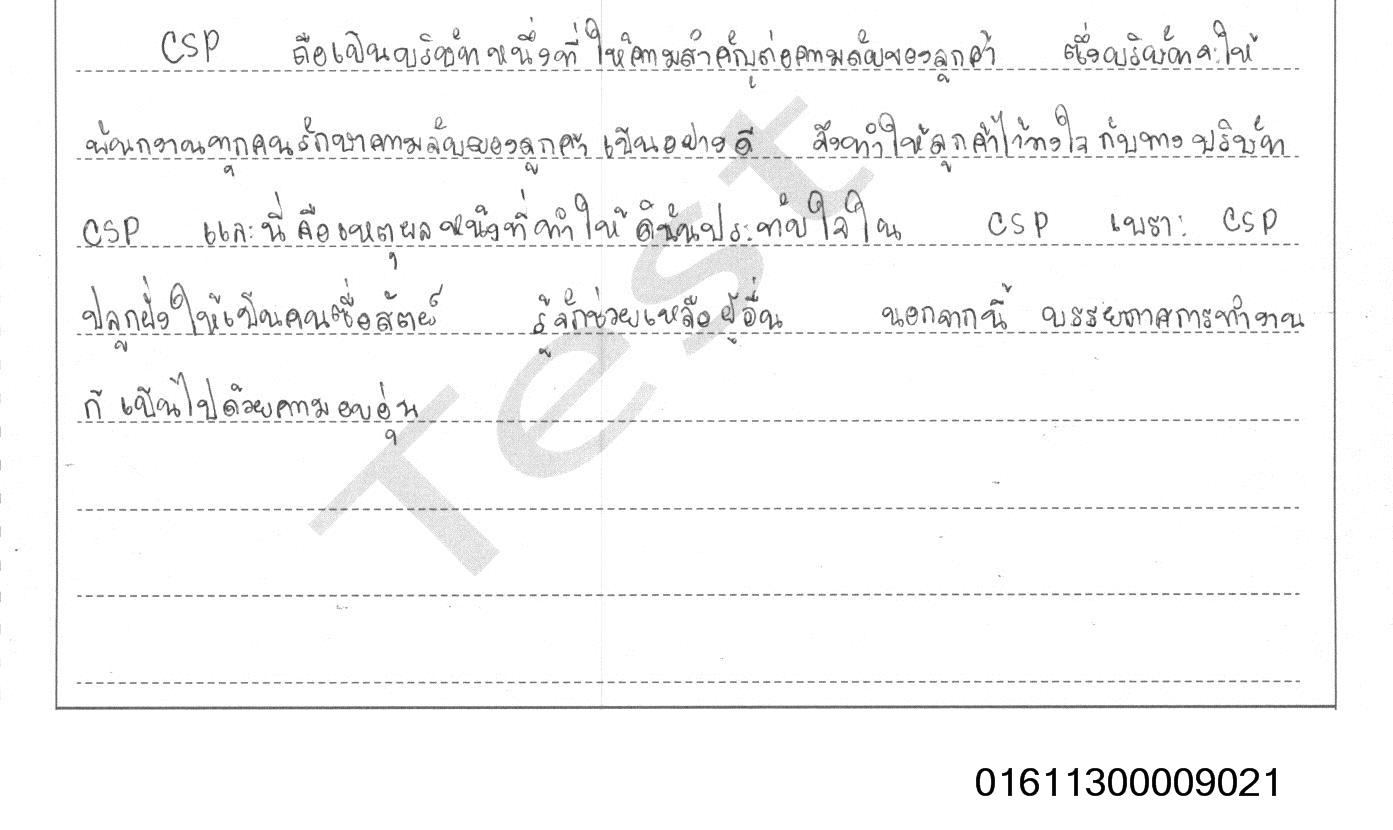 CSP ถือเป็นบริษัทหนึ่งที่ให้ความสำคัญต่อความลับของลูกค้า ซึ่งบริษัทจะให้
พนักงานทุกคนรักษาความลับของลูกค้าเป็นอย่างดี จึงทำให้ลูกค้าไว้วางใจกับทางบริษัท
CSP และนี่คือเหตุผลหนึ่งที่ทำให้ดิฉันประทับใจใน CSP เพราะ CSP
ปลูกฝังให้เป็นคนซื่อสัตย์ รู้จักช่วยเหลือผู้อื่น นอกจากนี้ บรรยกาศการทำงาน
ก็เป็นไปด้วยความอบอุ่น
Test
01611300009021